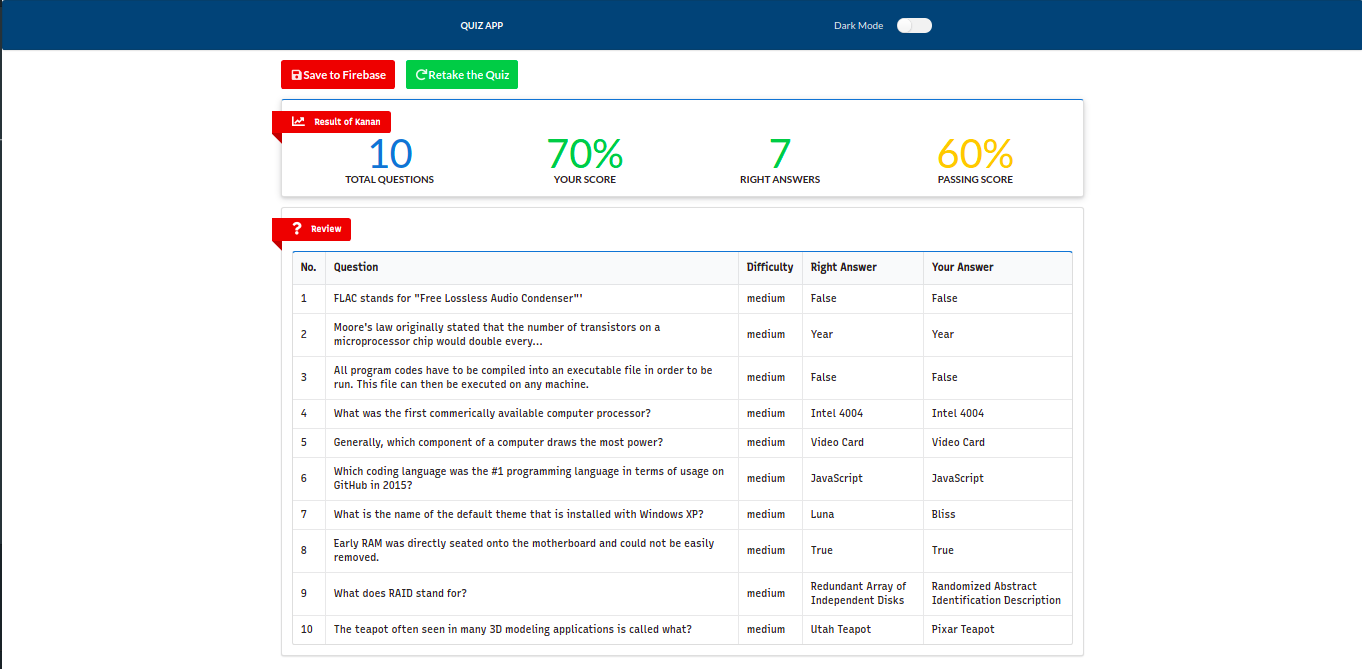 QUIZ APP
Dark Mode
Save to Firebase
Retake the Quiz
Result of Kanan
10
TOTAL QUESTIONS
70%
YOUR SCORE
7
RIGHT ANSWERS
60%
PASSING SCORE
Review
No. Question Difficulty Right Answer Your Answer
1 FLAC stands for "Free Lossless Audio Condenser"' medium False False
2 Moore's law originally stated that the number of transistors on a
microprocessor chip would double every... medium Year Year
3 All program codes have to be compiled into an executable file in order to be
run. This file can then be executed on any machine. medium False False
4 What was the first commerically available computer processor? medium Intel 4004 Intel 4004
5 Generally, which component of a computer draws the most power? medium Video Card Video Card
6 Which coding language was the #1 programming language in terms of usage on
GitHub in 2015? medium JavaScript JavaScript
7 What is the name of the default theme that is installed with Windows XP? medium Luna Bliss
8 Early RAM was directly seated onto the motherboard and could not be easily
removed. medium True True
9 What does RAID stand for? medium Redundant Array of
Independent Disks Randomized Abstract
Identification Description
10 The teapot often seen in many 3D modeling applications is called what? medium Utah Teapot Pixar Teapot